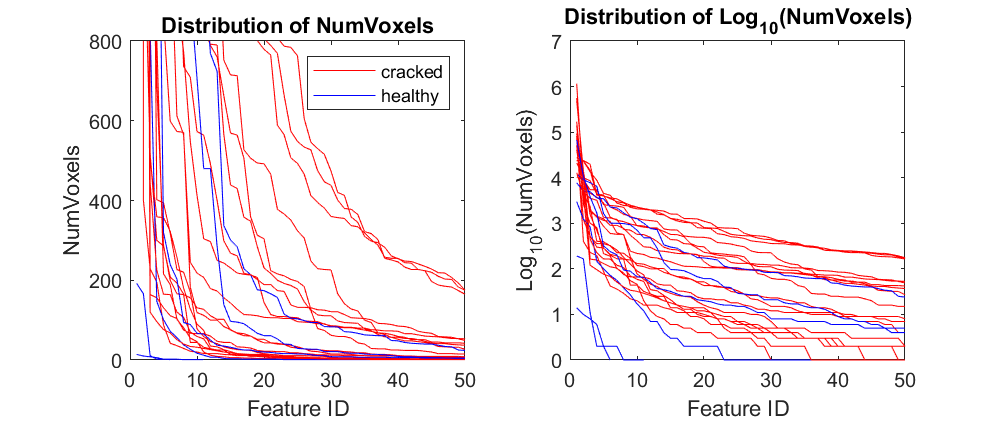 Distribution of NumVoxels
800
600
400
200
0
NumVoxels
0 10 20 30 40 50
Feature ID
cracked
healthy
Distribution of Log10(NumVoxels)
7
6
5
4
3
2
1
0
Log10(NumVoxels)
0 10 20 30 40 50
Feature ID